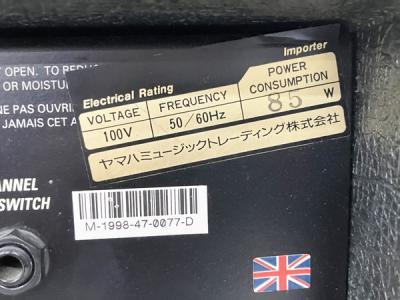 T OPEN. TO REDU
OR MOISTUR
NE PAS OUVRI
JAMAIS CET A
Electrical Rating Importer
VOLTAGE FREQUENCY POWER CONSUMPTION
100V 50/60Hz 85 W
ヤマハミュージックトレーディング株式会社
ANNEL
SWITCH
M-1998-47-0077-D